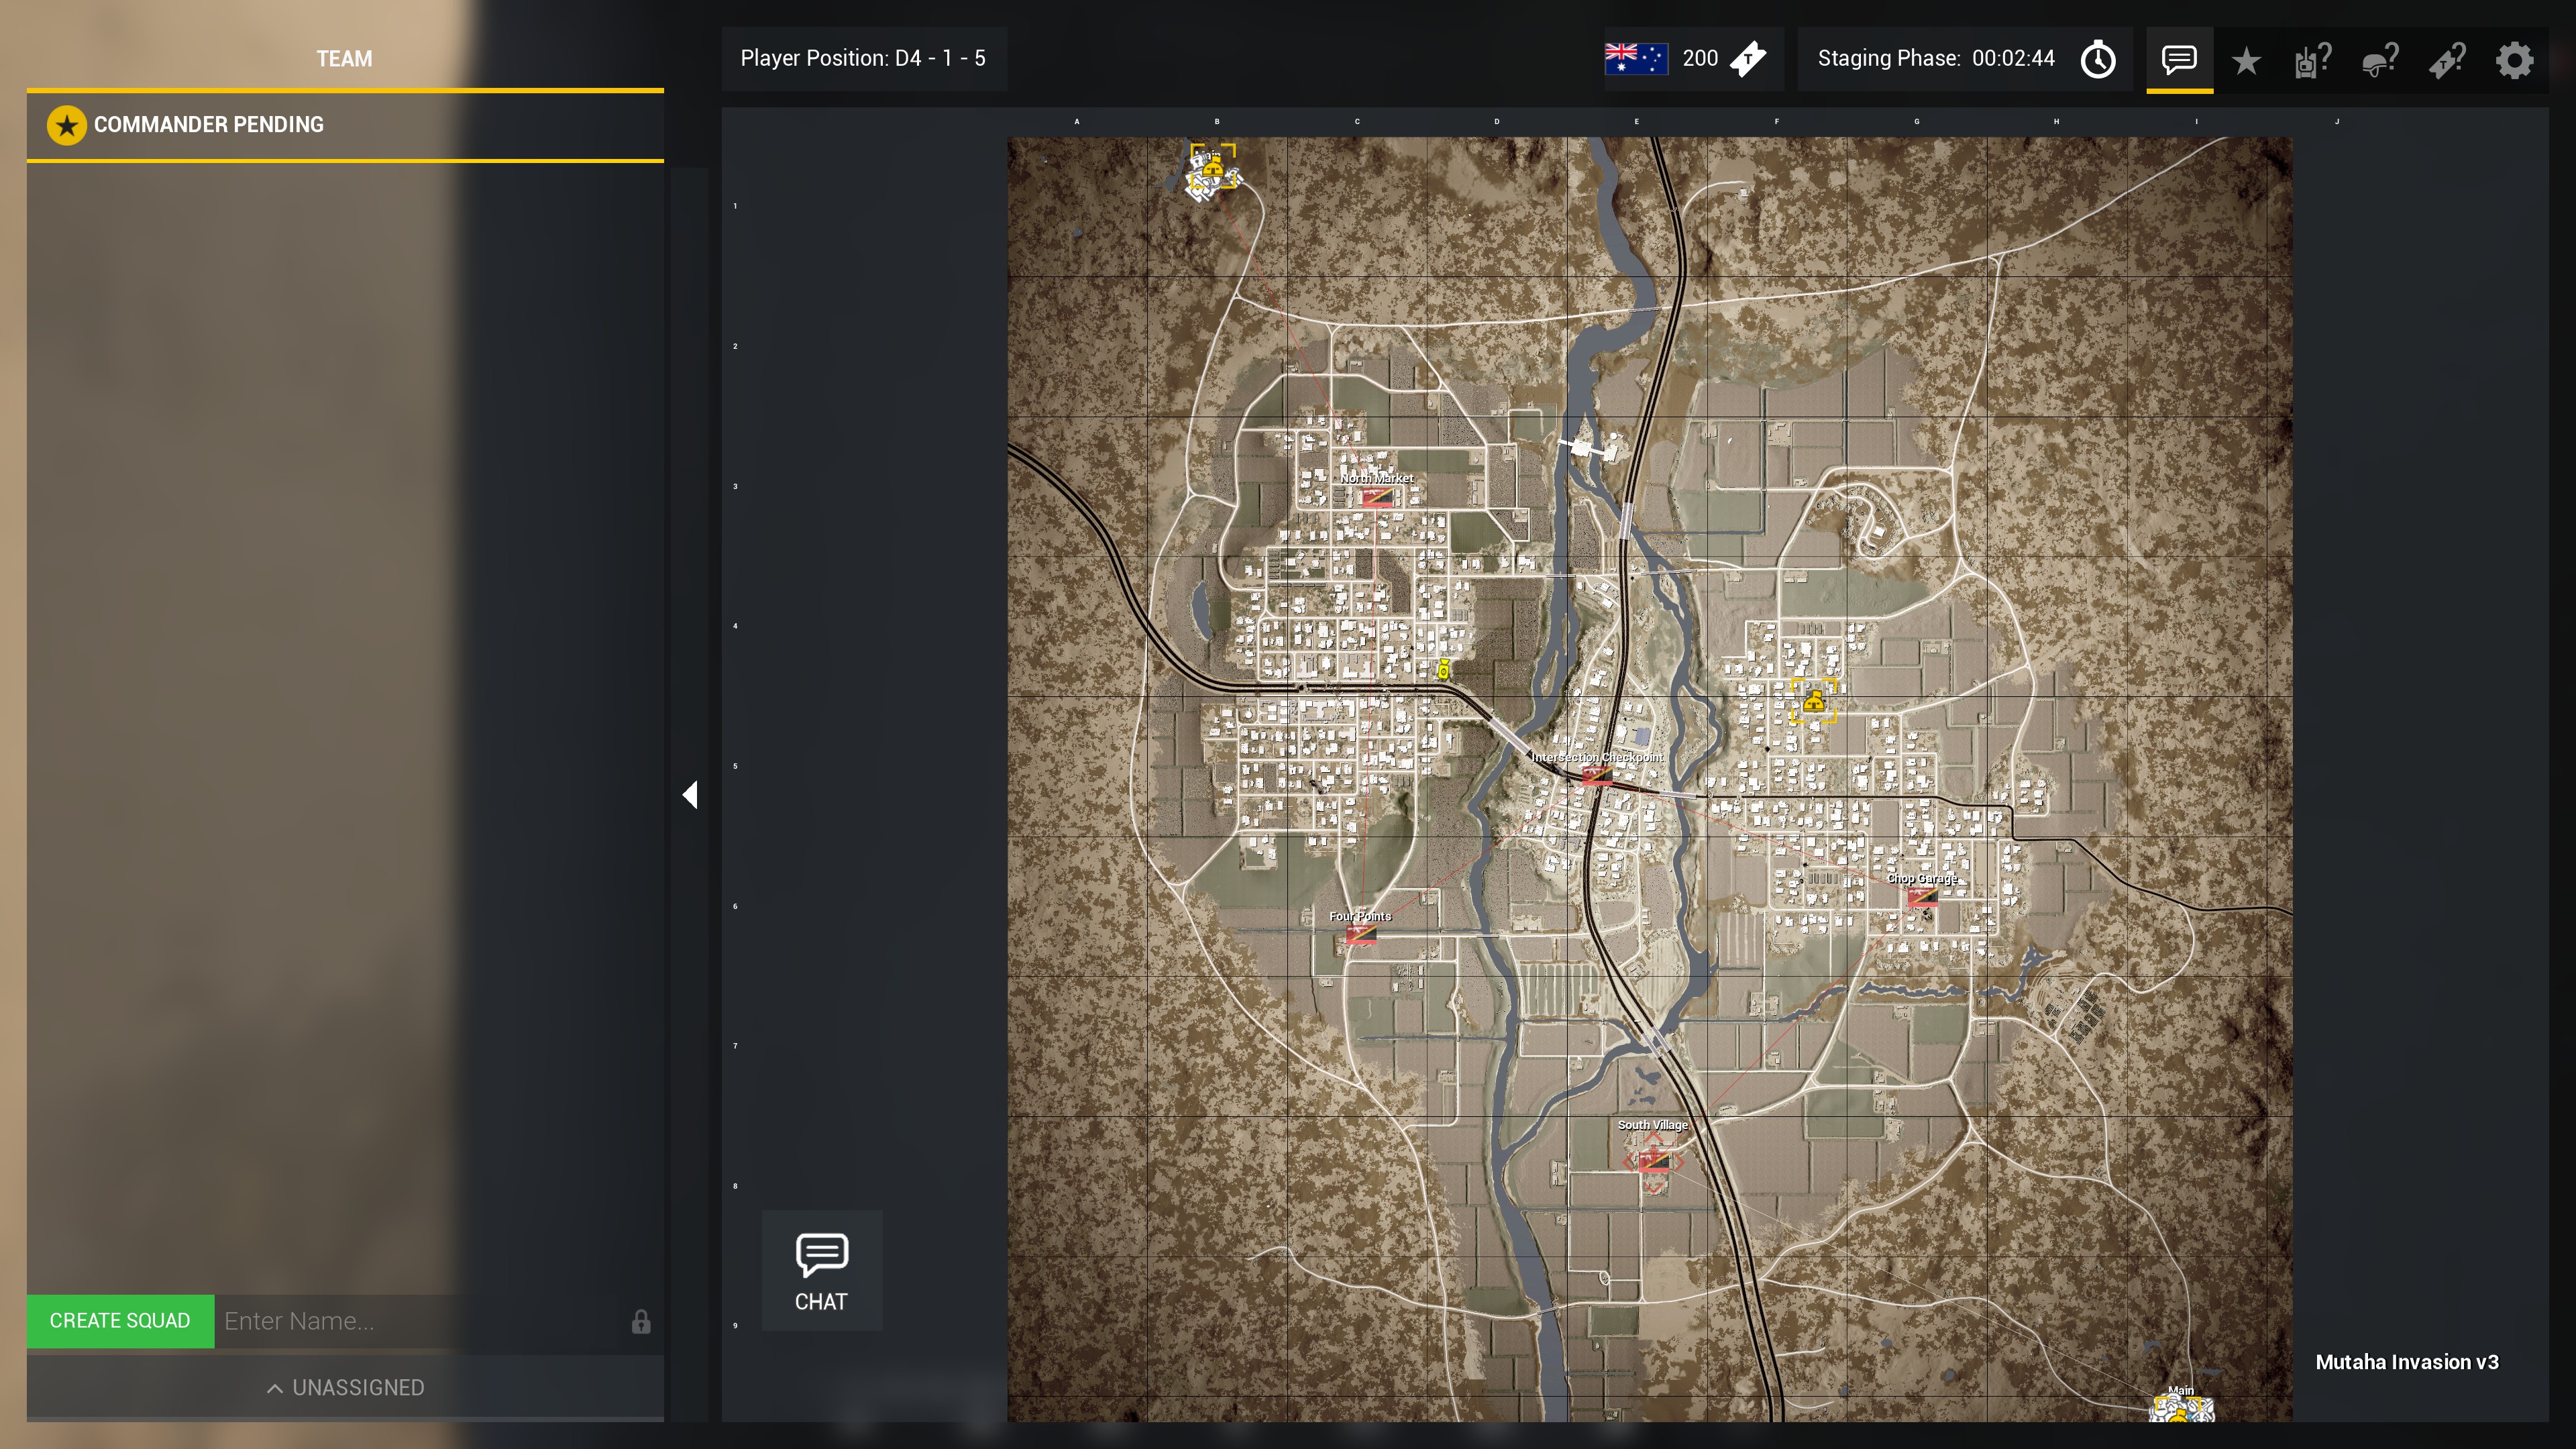 TEAM
Player Position: D4 - 1 - 5
200
T
Staging Phase: 00:02:44
?
?
T?
COMMANDER PENDING
A B C D E F G H I J
1
2
3
North Market
4
5
Intersection Checkpoint
Chop Garage
6
Four Points
7
South Village
8
CHAT
CREATE SQUAD
Enter Name...
9
Mutaha Invasion v3
UNASSIGNED
Main